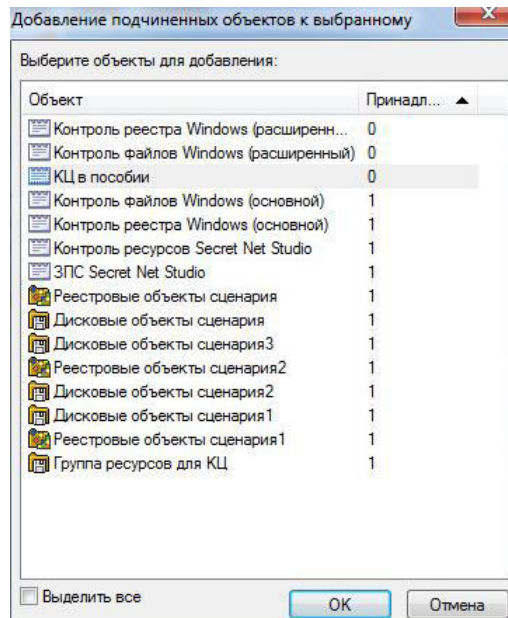 Добавление подчиненных объектов к выбранному
Выберите объекты для добавления:
Объект Принадл...
Контроль реестра Windows (расширенн... 0
Контроль файлов Windows (расширенный) 0
КЦ в пособии 0
Контроль файлов Windows (основной) 1
Контроль реестра Windows (основной) 1
Контроль ресурсов Secret Net Studio 1
ЗПС Secret Net Studio 1
Реестровые объекты сценария 1
Дисковые объекты сценария 1
Дисковые объекты сценария3 1
Реестровые объекты сценария2 1
Дисковые объекты сценария2 1
Дисковые объекты сценария1 1
Реестровые объекты сценария1 1
Группа ресурсов для КЦ 1
Выделить все OK Отмена